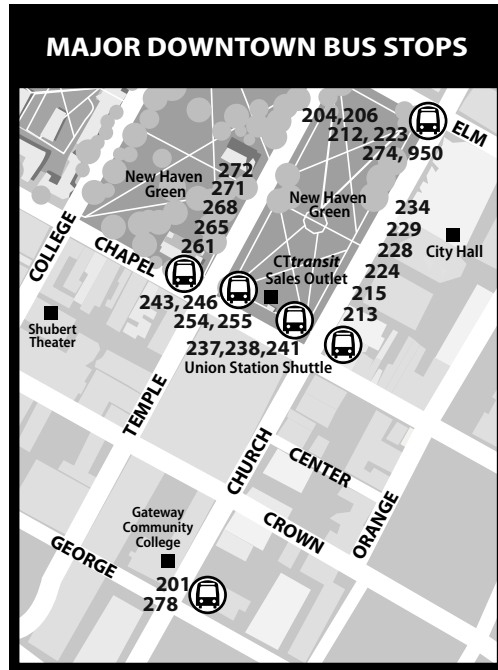 MAJOR DOWNTOWN BUS STOPS
204,206
212, 223
274, 950
ELM
272
271
268
265
261
New Haven
Green
New Haven
Green
234
229
228
224
215
213
City Hall
COLLEGE
CHAPEL
CTtransit
Sales Outlet
243, 246
254, 255
Shubert
Theater
237,238,241
Union Station Shuttle
TEMPLE
CHURCH
CENTER
CROWN
ORANGE
Gateway
Community
College
GEORGE
201
278